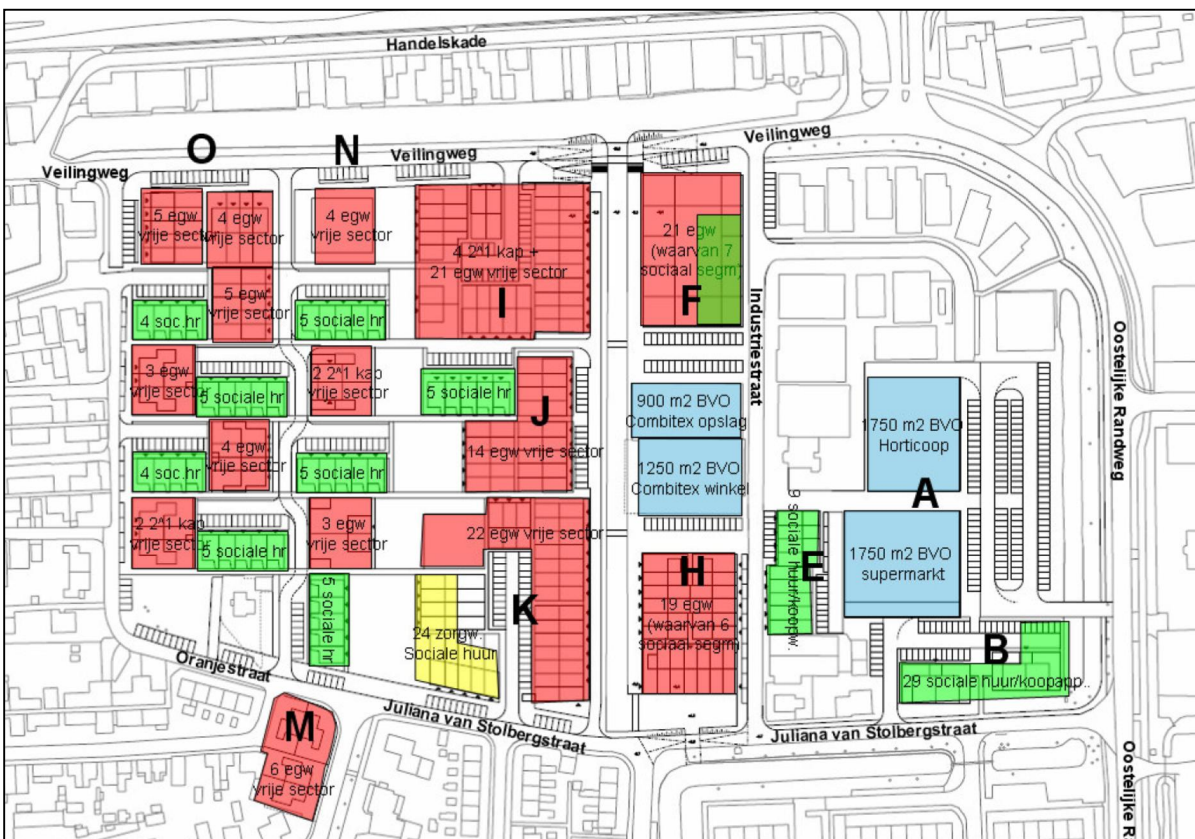 Handelskade
O
N
Veilingweg
Veilingweg
Veilingweg
5 egw
vrije sector
4 egw
vrije sector
4 egw
vrije sector
4 2^1 kap +
21 egw vrije sector
I
21 egw
(waarvan 7
sociaal segm)
F
5 egw
vrije sector
4 soc.hr
5 sociale hr
Industriestraat
Oostelijke Randweg
3 egw
vrije sector
5 sociale hr
2 2^1 kap
vrije sector
5 sociale hr
J
14 egw vrije sector
900 m2 BVO
Combitex opslag
1250 m2 BVO
Combitex winkel
1750 m2 BVO
Horticoop
A
4 egw
vrije sector
4 soc.hr
5 sociale hr
2 2^1 kap
vrije sector
5 sociale hr
3 egw
vrije sector
22 egw vrije sector
K
9 sociale huur/koopw.
E
1750 m2 BVO
supermarkt
H
19 egw
(waarvan 6
sociaal segm)
5 sociale hr
24 zorgw.
Sociale huur
B
29 sociale huur/koopapp..
Oranjestraat
Juliana van Stolbergstraat
Juliana van Stolbergstraat
M
6 egw
vrije sector
Oostelijke R